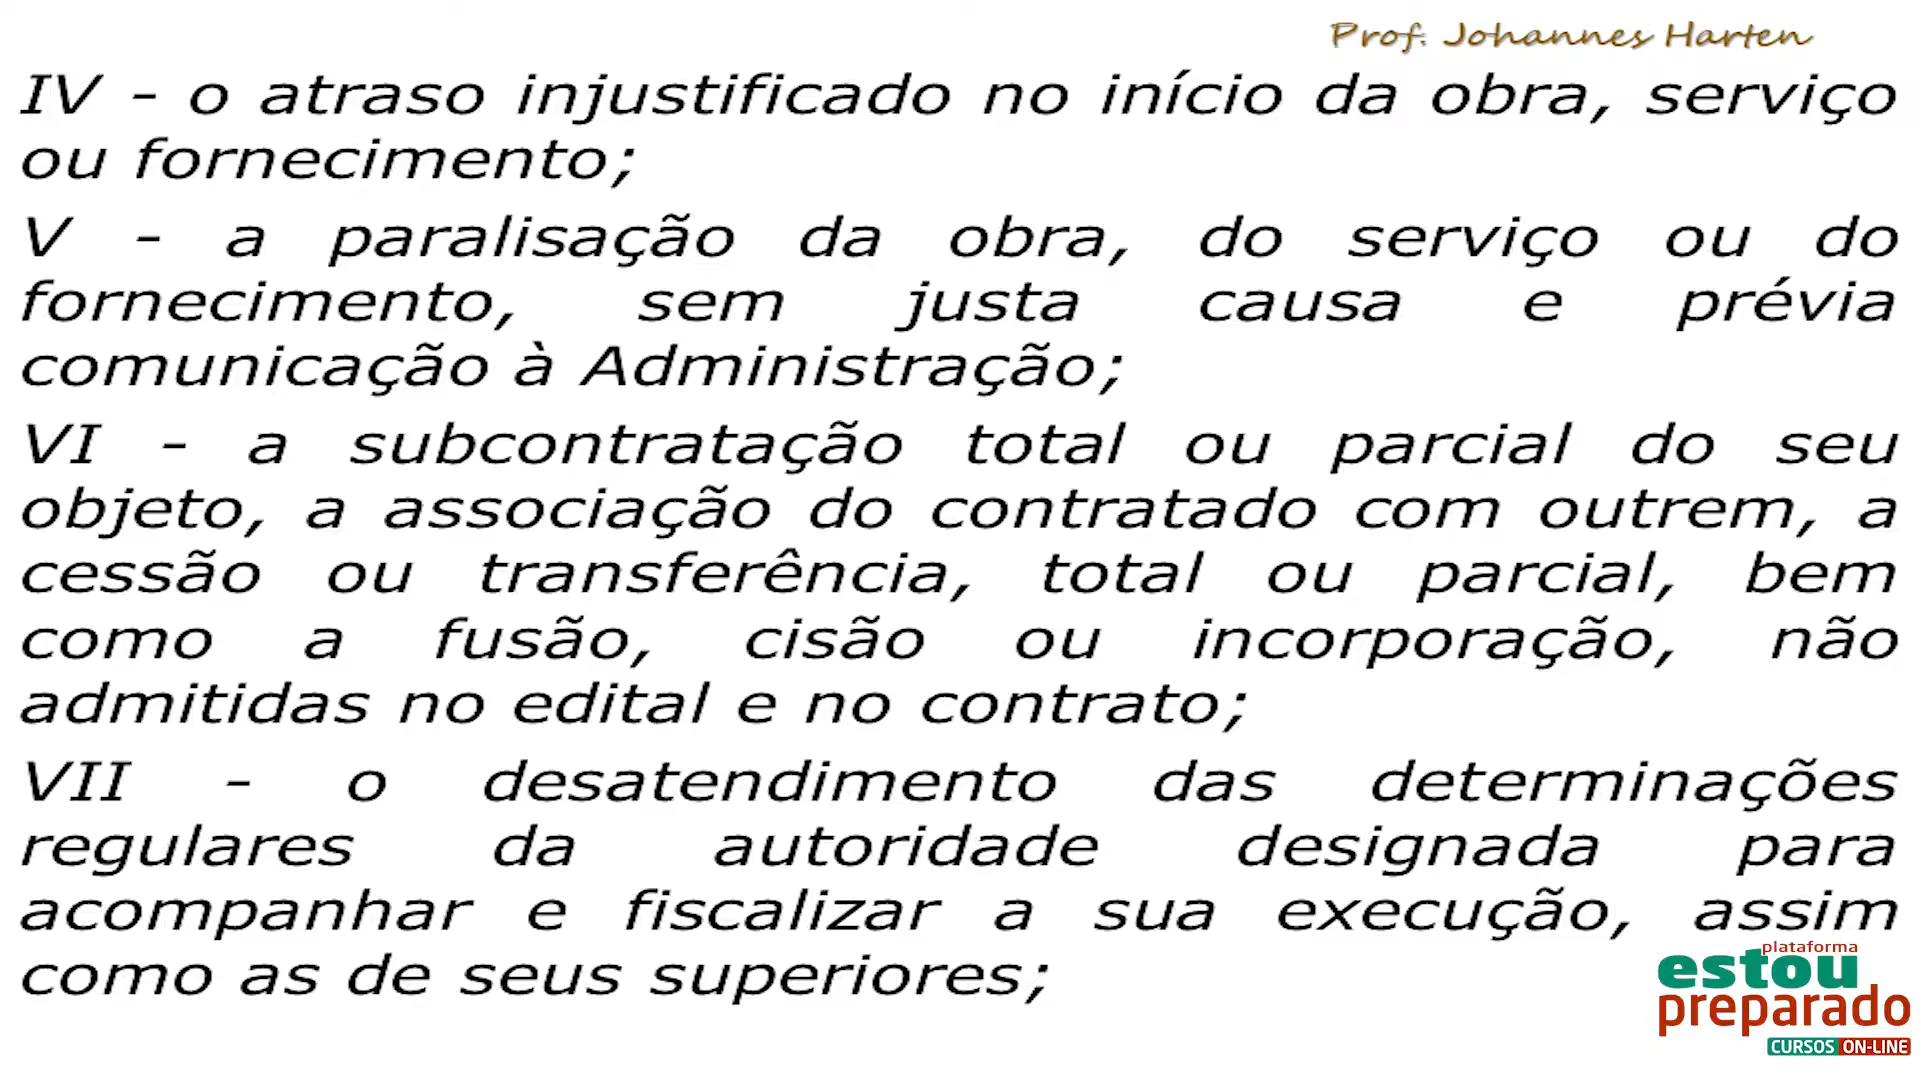 Prof. Johannes Harten
IV - o atraso injustificado no início da obra, serviço
ou fornecimento;
V - a paralisação da obra, do serviço ou do
fornecimento, sem justa causa e prévia
comunicação à Administração;
VI - a subcontratação total ou parcial do seu
objeto, a associação do contratado com outrem, a
cessão ou transferência, total ou parcial, bem
como a fusão, cisão ou incorporação, não
admitidas no edital e no contrato;
VII - o desatendimento das determinações
regulares da autoridade designada para
acompanhar e fiscalizar a sua execução, assim
como as de seus superiores;
plataforma
estou
preparado
CURSOS ON-LINE